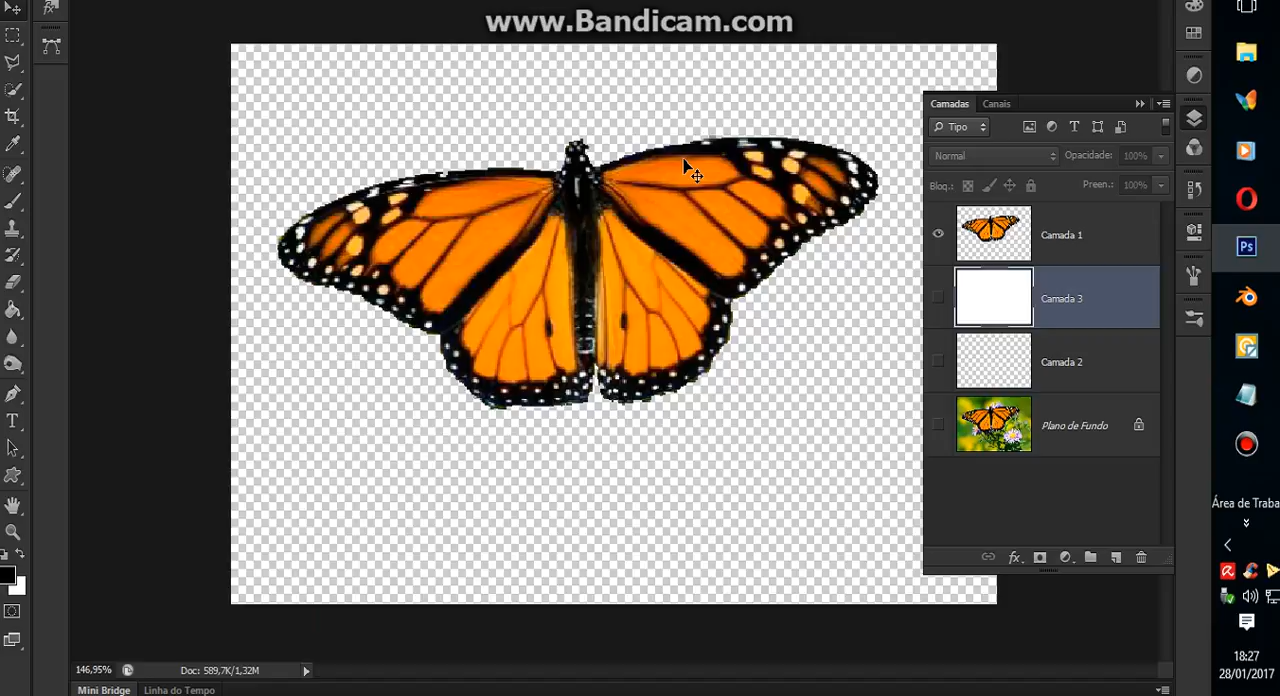 www.Bandicam.com
Camadas Canais
Tipo
Normal Opacidade: 100%
Bloq.: Preen.: 100%
Camada 1
Camada 3
Camada 2
Plano de Fundo
fx
T
Ps
Área de Traba
146,95% Doc: 589,7K/1,32M
18:27
28/01/2017
Mini Bridge Linha do Tempo